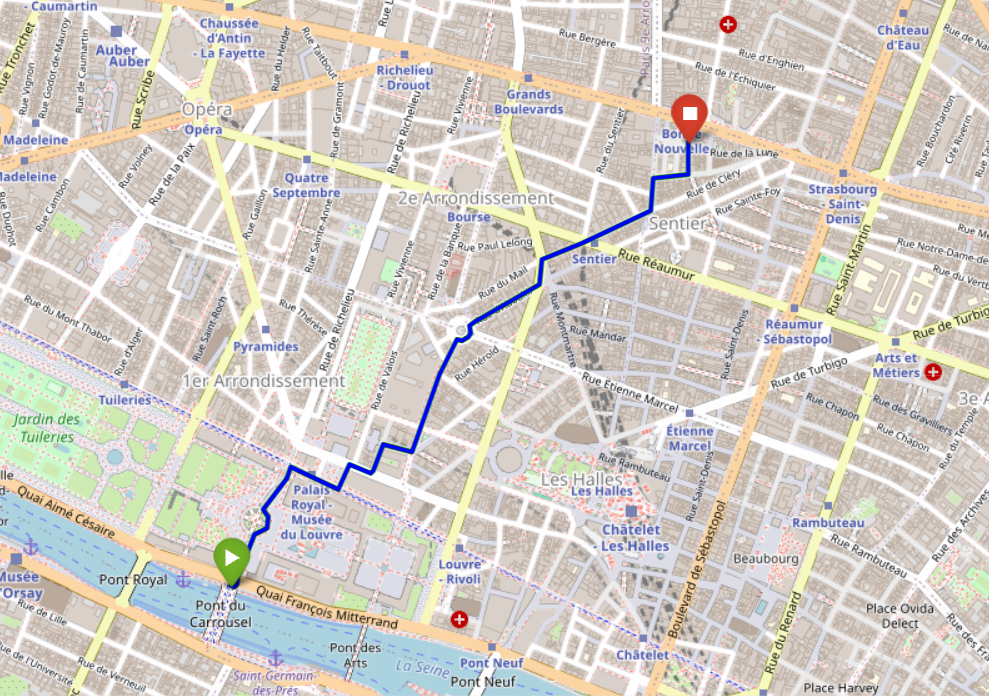 - Caumartin
Chaussée
d'Antin
- La Fayette
Auber
Auber
Rue Tronchet
Rue Vignon
Rue Godot-de-Mauroy
Rue de Caumartin
Rue Scribe
Rue du Helder
Rue Taitbout
Richelieu
- Drouot
Rue Bergère
Rue d'Enghien
Rue de l'Échiquier
Château
d'Eau
Grands
Boulevards
Opéra
Opéra
Madeleine
Madeleine
Rue de Gramont
Rue de Richelieu
Rue Vivienne
Rue du Sentier
Nouvelle
Rue de la Lune
Rue Bouchardon
Cité Riverin
Rue Volney
Rue de la Paix
Rue Cambon
Rue Duphot
Quatre
Septembre
2e Arrondissement
Bourse
Rue de Cléry
Rue Sainte-Foy
Strasbourg
- Saint-
Denis
Sentier
Sentier
Rue Gaillon
Rue Sainte-Anne
Rue Vivienne
Rue de la Banque
Rue Paul Lelong
Rue du Mail
Rue Réaumur
Rue Saint-Martin
Rue Notre-Dame-de
Rue du Vertb
Rue du Mont Thabor
Rue d'Alger
Rue Saint-Roch
Rue Thérèse
Rue de Richelieu
Pyramides
Rue de Valois
Rue Hérold
Rue Montmartre
Rue Mandar
Rue Saint-Denis
Réaumur
- Sébastopol
Rue de Turbigo
Rue de Turbigo
Arts et
Métiers
1er Arrondissement
Tuileries
Jardin des
Tuileries
Rue Étienne Marcel
Étienne
Marcel
Rue Chapon
Rue Chapon
Rue des Gravilliers
Rue du Temple
3e A
Rue Rambuteau
Les Halles
Les Halles
Rue Saint-Denis
Palais
Royal -
Musée
du Louvre
Quai Aimé Césaire
Châtelet
- Les Halles
Rambuteau
Rue Rambuteau
Rue des Archives
Beaubourg
Boulevard de Sébastopol
Louvre
- Rivoli
Musée
d'Orsay
Pont Royal
Rue de Lille
Pont du
Carrousel
Quai François Mitterrand
Pont des
Arts
La Seine
Pont Neuf
Pont Neuf
Châtelet
Rue du Renard
Place Ovida
Delect
Place Harvey
Rue de l'Université
Rue de Verneuil
Saint-Germain
-des-Prés